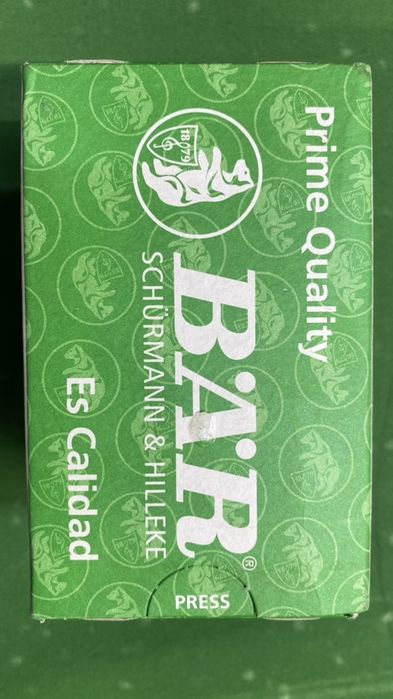 Prime Quality
1879
BÄR®
SCHÜRMANN & HILLEKE
Es Calidad
PRESS